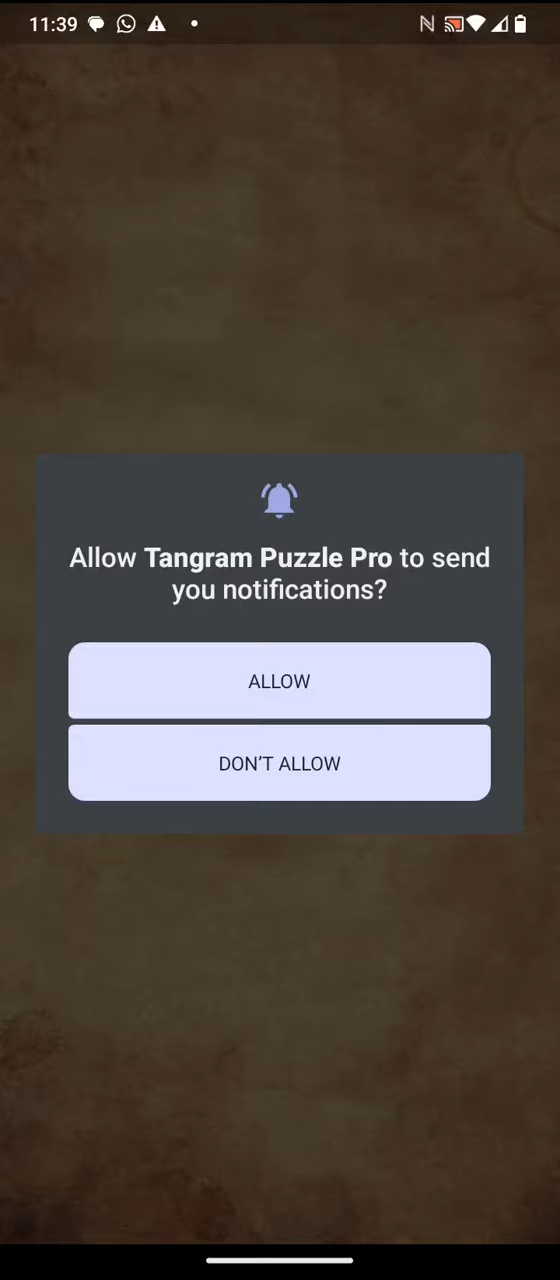 11:39
Allow Tangram Puzzle Pro to send
you notifications?
ALLOW
DON’T ALLOW